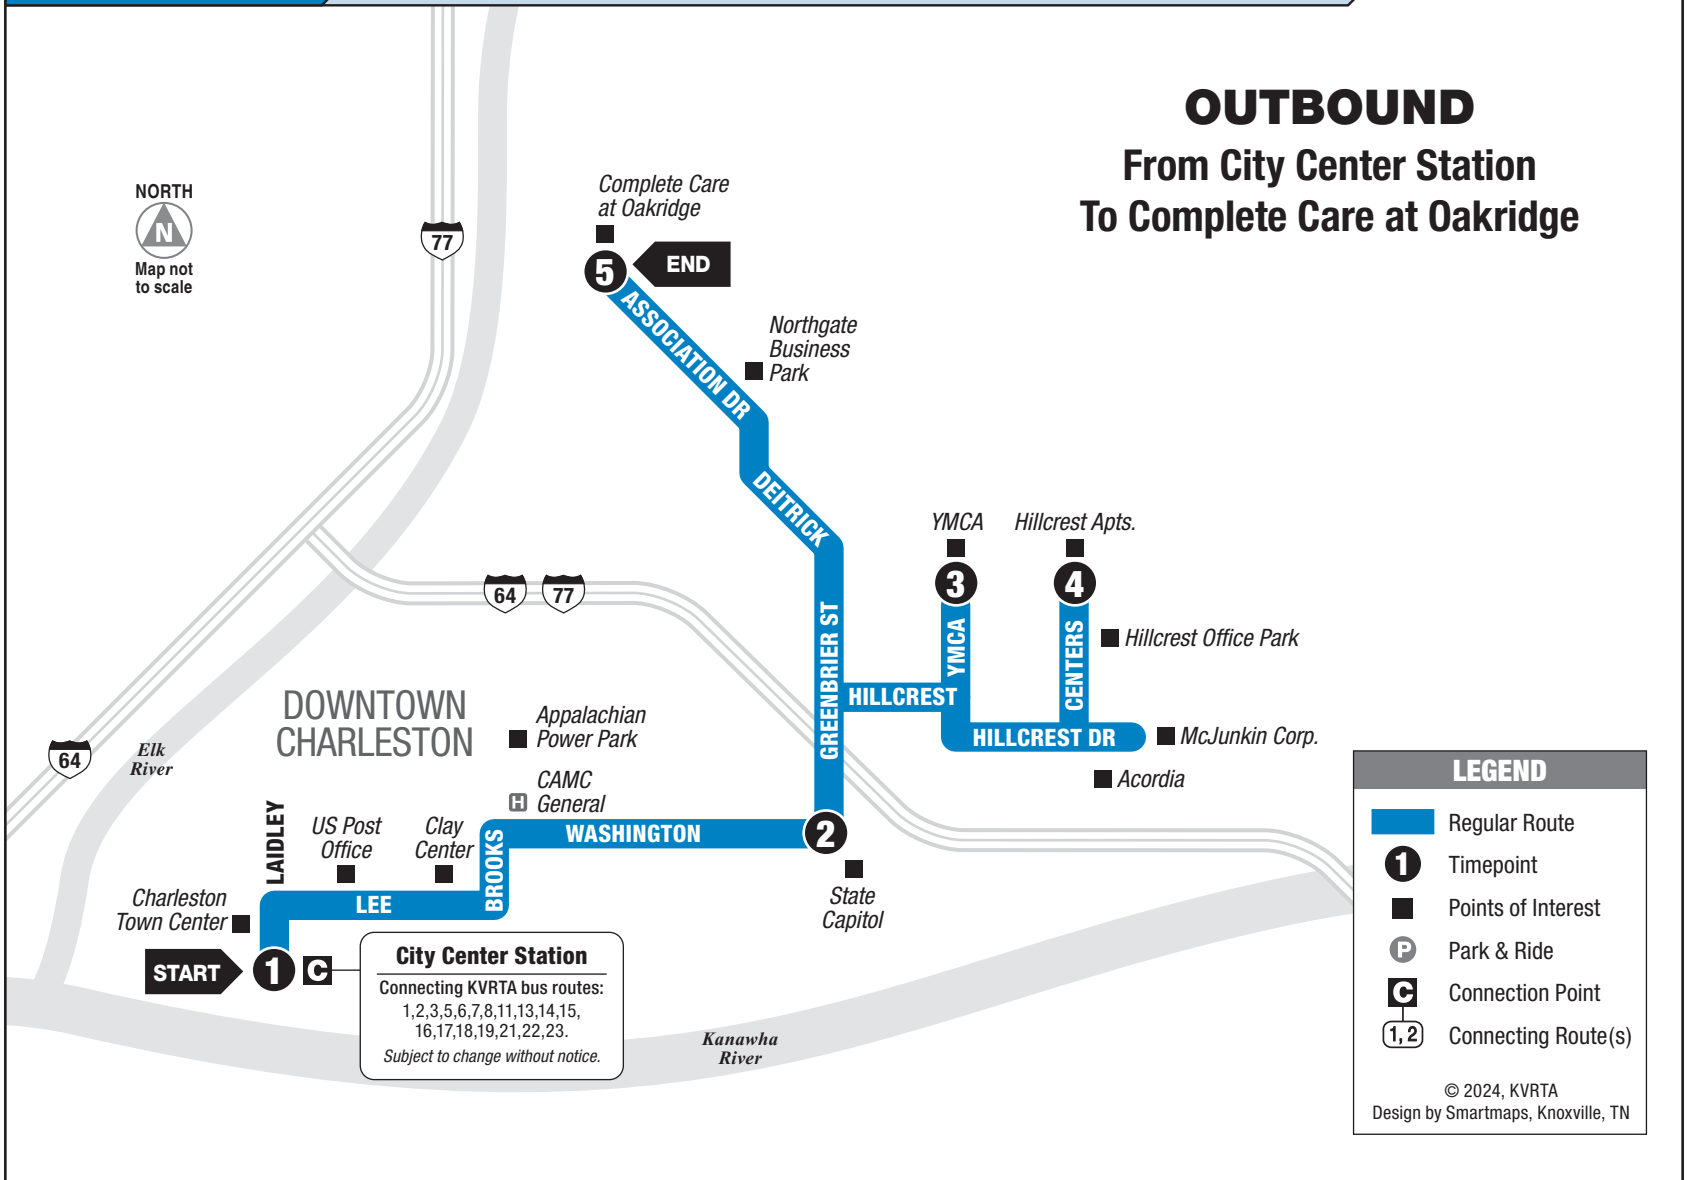 OUTBOUND
From City Center Station
To Complete Care at Oakridge
NORTH
N
Map not
to scale
77
Complete Care
at Oakridge
5
END
ASSOCIATION DR
Northgate
Business
Park
DEITRICK
YMCA
Hillcrest Apts.
3
4
64
77
GREENBRIER ST
YMCA
CENTERS
Hillcrest Office Park
HILLCREST
HILLCREST DR
McJunkin Corp.
Acordia
DOWNTOWN
CHARLESTON
Appalachian
Power Park
64
Elk
River
H
CAMC
General
LAIDLEY
US Post
Office
Clay
Center
BROOKS
WASHINGTON
2
State
Capitol
Charleston
Town Center
LEE
START
1
C
City Center Station
Connecting KVRTA bus routes:
1,2,3,5,6,7,8,11,13,14,15,
16,17,18,19,21,22,23.
Subject to change without notice.
Kanawha
River
LEGEND
Regular Route
1
Timepoint
Points of Interest
P
Park & Ride
C
Connection Point
1, 2
Connecting Route(s)
© 2024, KVRTA
Design by Smartmaps, Knoxville, TN